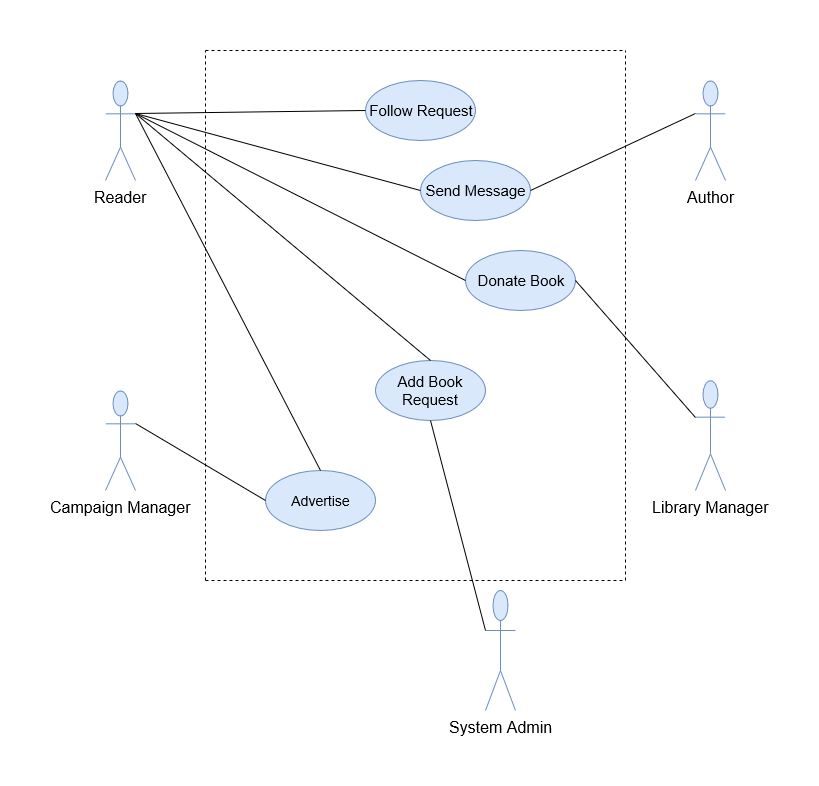 Follow Request
Send Message
Reader
Author
Donate Book
Add Book
Request
Advertise
Campaign Manager
Library Manager
System Admin